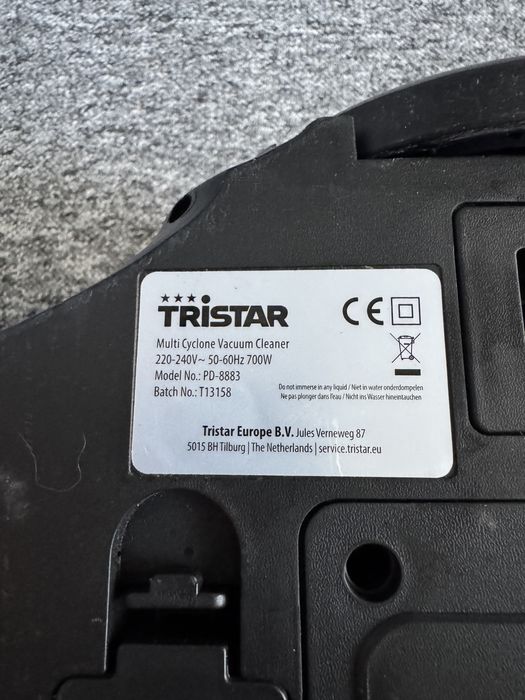 TRISTAR
Multi Cyclone Vacuum Cleaner
220-240V~ 50-60Hz 700W
Model No.: PD-8883
Batch No.: T13158
CE
Do not immerse in any liquid / Niet in water onderdompelen
Ne pas plonger dans l'eau / Nicht ins Wasser hineintauchen
Tristar Europe B.V. Jules Verneweg 87
5015 BH Tilburg | The Netherlands | service.tristar.eu